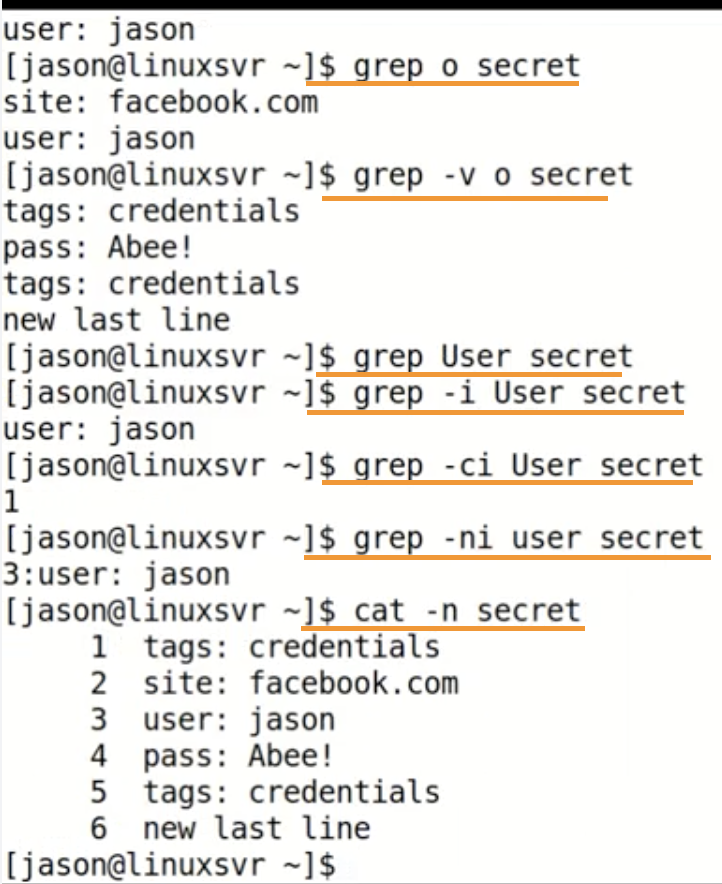 user: jason
[jason@linuxsvr ~]$ grep o secret
site: facebook.com
user: jason
[jason@linuxsvr ~]$ grep -v o secret
tags: credentials
pass: Abee!
tags: credentials
new last line
[jason@linuxsvr ~]$ grep User secret
[jason@linuxsvr ~]$ grep -i User secret
user: jason
[jason@linuxsvr ~]$ grep -ci User secret
1
[jason@linuxsvr ~]$ grep -ni user secret
3:user: jason
[jason@linuxsvr ~]$ cat -n secret
1 tags: credentials
2 site: facebook.com
3 user: jason
4 pass: Abee!
5 tags: credentials
6 new last line
[jason@linuxsvr ~]$